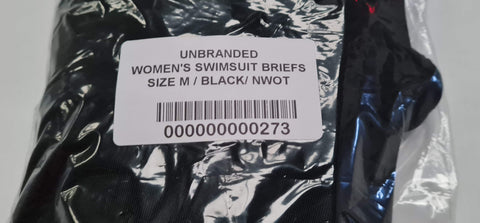 UNBRANDED
WOMEN'S SWIMSUIT BRIEFS
SIZE M / BLACK/ NWOT
000000000273